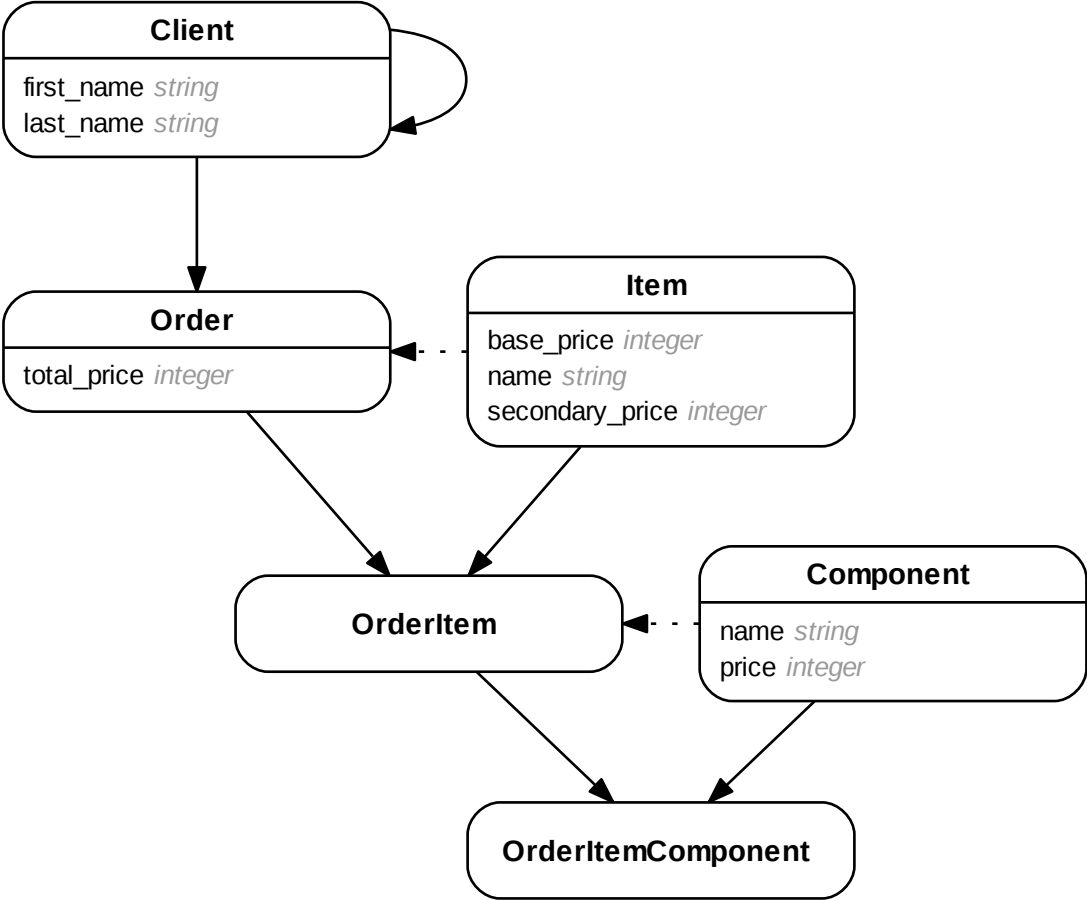 Client
first_name string
last_name string
Order
total_price integer
Item
base_price integer
name string
secondary_price integer
OrderItem
Component
name string
price integer
OrderItemComponent